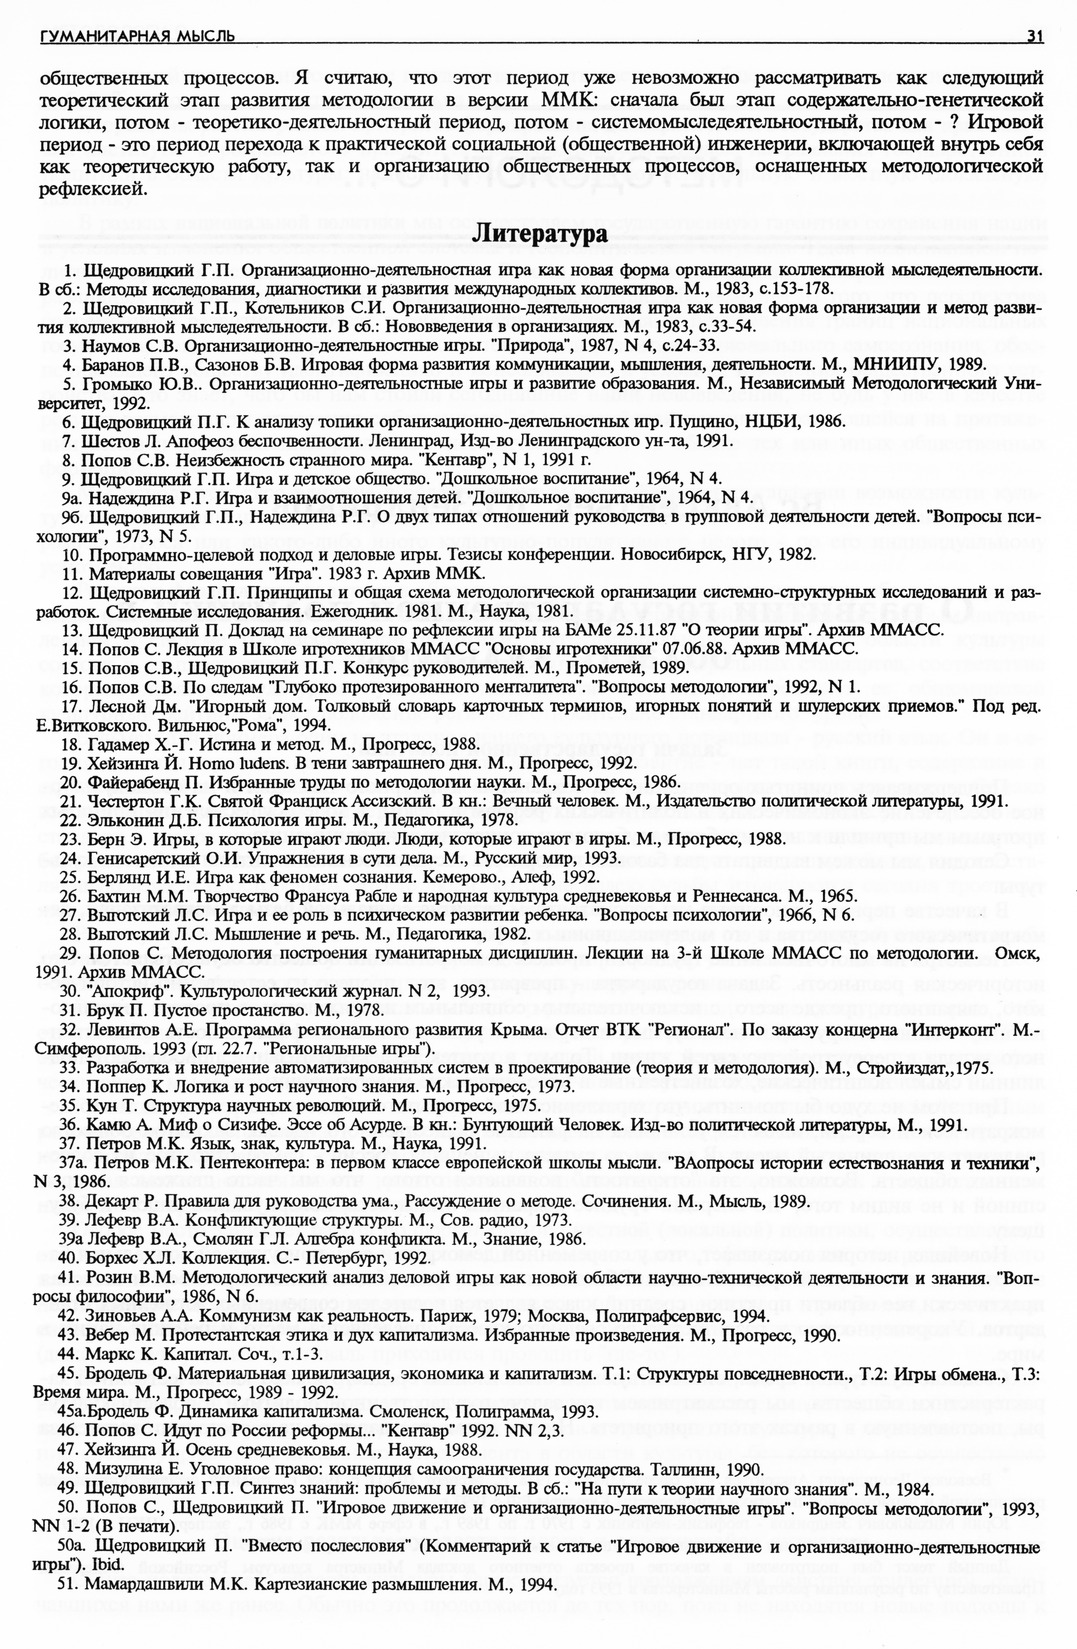 ГУМАНИТАРНАЯ МЫСЛЬ 31
общественных процессов. Я считаю, что этот период уже невозможно рассматривать как следующий
теоретический этап развития методологии в версии ММК: сначала был этап содержательно-генетической
логики, потом - теоретико-деятельностный период, потом - системомыследеятельностный, потом - ? Игровой
период - это период перехода к практической социальной (общественной) инженерии, включающей внутрь себя
как теоретическую работу, так и организацию общественных процессов, оснащенных методологической
рефлексией.
Литература
1. Щедровицкий Г.П. Организационно-деятельностная игра как новая форма организации коллективной мыследеятельности.
В сб.: Методы исследования, диагностики и развития международных коллективов. М., 1983, с.153-178.
2. Щедровицкий Г.П., Котельников С.И. Организационно-деятельностная игра как новая форма организации и метод разви-
тия коллективной мыследеятельности. В сб.: Нововведения в организациях. М., 1983, с.33-54.
3. Наумов С.В. Организационно-деятельностные игры. "Природа", 1987, N 4, с.24-33.
4. Баранов П.В., Сазонов Б.В. Игровая форма развития коммуникации, мышления, деятельности. М., МНИИПУ, 1989.
5. Громыко Ю.В.. Организационно-деятельностные игры и развитие образования. М., Независимый Методологический Уни-
верситет, 1992.
6. Щедровицкий П.Г. К анализу топики организационно-деятельностных игр. Пущино, НЦБИ, 1986.
7. Шестов Л. Апофеоз беспочвенности. Ленинград, Изд-во Ленинградского ун-та, 1991.
8. Попов С.В. Неизбежность странного мира. "Кентавр", N 1, 1991 г.
9. Щедровицкий Г.П. Игра и детское общество. "Дошкольное воспитание", 1964, N 4.
9а. Надеждина Р.Г. Игра и взаимоотношения детей. "Дошкольное воспитание", 1964, N 4.
9б. Щедровицкий Г.П., Надеждина Р.Г. О двух типах отношений руководства в групповой деятельности детей. "Вопросы пси-
хологии", 1973, N 5.
10. Программно-целевой подход и деловые игры. Тезисы конференции. Новосибирск, НГУ, 1982.
11. Материалы совещания "Игра". 1983 г. Архив ММК.
12. Щедровицкий Г.П. Принципы и общая схема методологической организации системно-структурных исследований и раз-
работок. Системные исследования. Ежегодник. 1981. М., Наука, 1981.
13. Щедровицкий П. Доклад на семинаре по рефлексии игры на БАМе 25.11.87 "О теории игры". Архив ММАСС.
14. Попов С. Лекция в Школе игротехников ММАСС "Основы игротехники" 07.06.88. Архив ММАСС.
15. Попов С.В., Щедровицкий П.Г. Конкурс руководителей. М., Прометей, 1989.
16. Попов С.В. По следам "Глубоко протезированного менталитета". "Вопросы методологии", 1992, N 1.
17. Лесной Дм. "Игорный дом. Толковый словарь карточных терминов, игорных понятий и шулерских приемов." Под ред.
Е.Витковского. Вильнюс,"Рома", 1994.
18. Гадамер Х.-Г. Истина и метод. М., Прогресс, 1988.
19. Хейзинга Й. Homo ludens. В тени завтрашнего дня. М., Прогресс, 1992.
20. Файерабенд П. Избранные труды по методологии науки. М., Прогресс, 1986.
21. Честертон Г.К. Святой Франциск Ассизский. В кн.: Вечный человек. М., Издательство политической литературы, 1991.
22. Эльконин Д.Б. Психология игры. М., Педагогика, 1978.
23. Берн Э. Игры, в которые играют люди. Люди, которые играют в игры. М., Прогресс, 1988.
24. Генисаретский О.И. Упражнения в сути дела. М., Русский мир, 1993.
25. Берлянд И.Е. Игра как феномен сознания. Кемерово., Алеф, 1992.
26. Бахтин М.М. Творчество Франсуа Рабле и народная культура средневековья и Реннесанса. М., 1965.
27. Выготский Л.С. Игра и ее роль в психическом развитии ребенка. "Вопросы психологии", 1966, N 6.
28. Выготский Л.С. Мышление и речь. М., Педагогика, 1982.
29. Попов С. Методология построения гуманитарных дисциплин. Лекции на 3-й Школе ММАСС по методологии. Омск,
1991. Архив ММАСС.
30. "Апокриф". Культурологический журнал. N 2, 1993.
31. Брук П. Пустое простанство. М., 1978.
32. Левинтов А.Е. Программа регионального развития Крыма. Отчет ВТК "Регионал". По заказу концерна "Интерконт". М.-
Симферополь. 1993 (гл. 22.7. "Региональные игры").
33. Разработка и внедрение автоматизированных систем в проектирование (теория и методология). М., Стройиздат,,1975.
34. Поппер К. Логика и рост научного знания. М., Прогресс, 1973.
35. Кун Т. Структура научных революций. М., Прогресс, 1975.
36. Камю А. Миф о Сизифе. Эссе об Асурде. В кн.: Бунтующий Человек. Изд-во политической литературы, М., 1991.
37. Петров М.К. Язык, знак, культура. М., Наука, 1991.
37а. Петров М.К. Пентеконтера: в первом классе европейской школы мысли. "ВАопросы истории естествознания и техники",
N 3, 1986.
38. Декарт Р. Правила для руководства ума., Рассуждение о методе. Сочинения. М., Мысль, 1989.
39. Лефевр В.А. Конфликтующие структуры. М., Сов. радио, 1973.
39а Лефевр В.А., Смолян Г.Л. Алгебра конфликта. М., Знание, 1986.
40. Борхес Х.Л. Коллекция. С.- Петербург, 1992.
41. Розин В.М. Методологический анализ деловой игры как новой области научно-технической деятельности и знания. "Воп-
росы философии", 1986, N 6.
42. Зиновьев А.А. Коммунизм как реальность. Париж, 1979; Москва, Полиграфсервис, 1994.
43. Вебер М. Протестантская этика и дух капитализма. Избранные произведения. М., Прогресс, 1990.
44. Маркс К. Капитал. Соч., т.1-3.
45. Бродель Ф. Материальная цивилизация, экономика и капитализм. Т.1: Структуры повседневности., Т.2: Игры обмена., Т.3:
Время мира. М., Прогресс, 1989 - 1992.
45а.Бродель Ф. Динамика капитализма. Смоленск, Полиграмма, 1993.
46. Попов С. Идут по России реформы... "Кентавр" 1992. NN 2,3.
47. Хейзинга Й. Осень средневековья. М., Наука, 1988.
48. Мизулина Е. Уголовное право: концепция самоограничения государства. Таллинн, 1990.
49. Щедровицкий Г.П. Синтез знаний: проблемы и методы. В сб.: "На пути к теории научного знания". М., 1984.
50. Попов С., Щедровицкий П. "Игровое движение и организационно-деятельностные игры". "Вопросы методологии", 1993,
NN 1-2 (В печати).
50а. Щедровицкий П. "Вместо послесловия" (Комментарий к статье "Игровое движение и организационно-деятельностные
игры"). Ibid.
51. Мамардашвили М.К. Картезианские размышления. М., 1994.